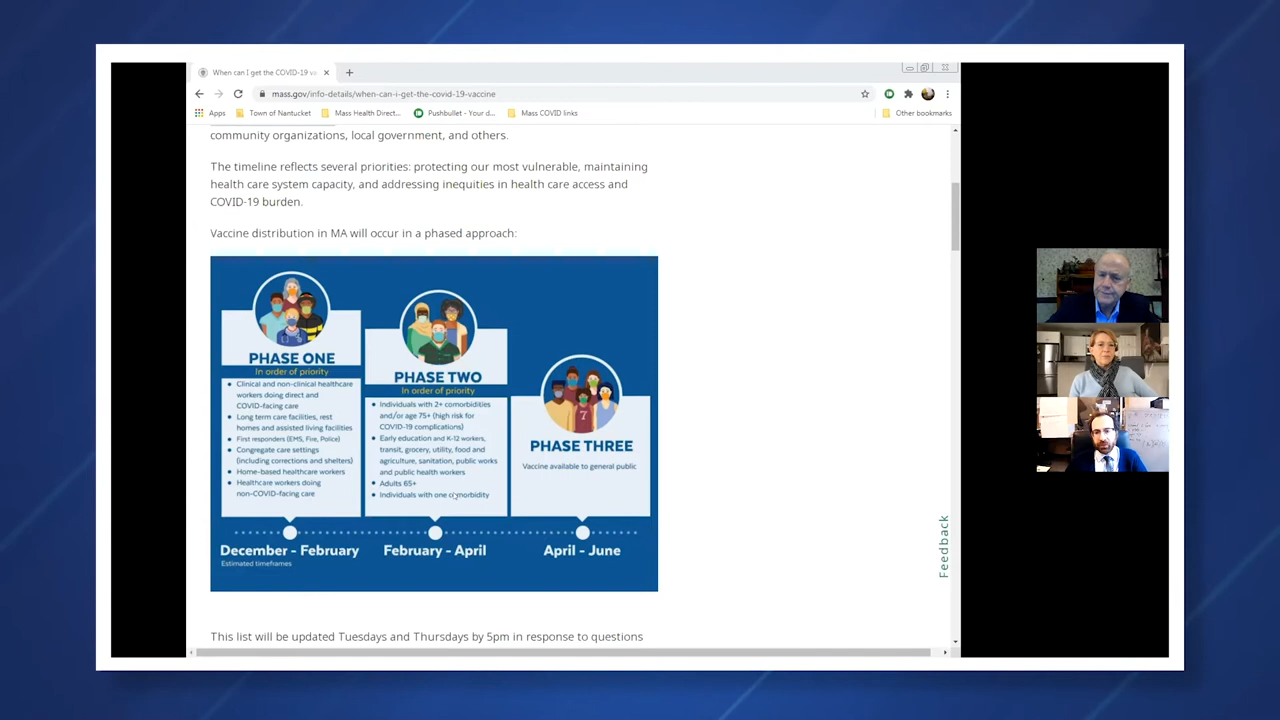 When can I get the COVID-19 va
mass.gov/info-details/when-can-i-get-the-covid-19-vaccine
Apps
Town of Nantucket
Mass Health Direct...
Pushbullet - Your d...
Mass COVID links
Other bookmarks
community organizations, local government, and others.
The timeline reflects several priorities: protecting our most vulnerable, maintaining
health care system capacity, and addressing inequities in health care access and
COVID-19 burden.
Vaccine distribution in MA will occur in a phased approach:
PHASE ONE
In order of priority
• Clinical and non-clinical healthcare
workers doing direct and
COVID-facing care
• Long term care facilities, rest
homes and assisted living facilities
• First responders (EMS, Fire, Police)
• Congregate care settings
(including corrections and shelters)
• Home-based healthcare workers
• Healthcare workers doing
non-COVID-facing care
December - February
Estimated timeframes
PHASE TWO
In order of priority
• Individuals with 2+ comorbidities
and/or age 75+ (high risk for
COVID-19 complications)
• Early education and K-12 workers,
transit, grocery, utility, food and
agriculture, sanitation, public works
and public health workers
• Adults 65+
• Individuals with one comorbidity
February - April
7
PHASE THREE
Vaccine available to general public
April - June
Feedback
This list will be updated Tuesdays and Thursdays by 5pm in response to questions